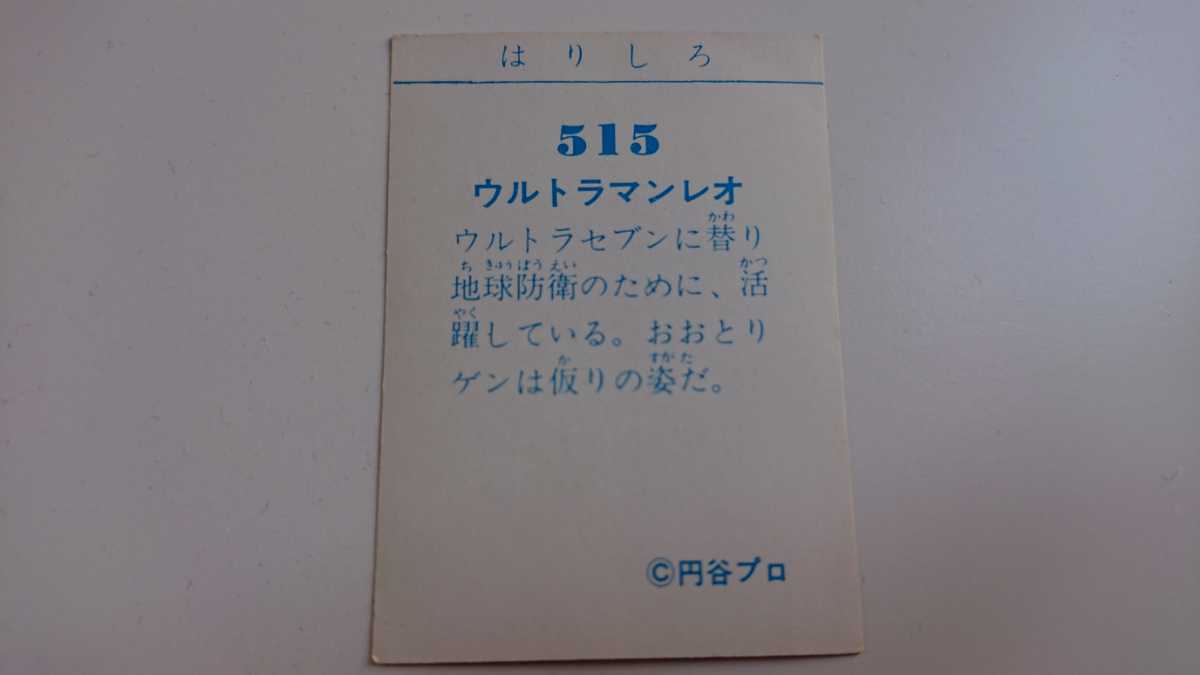 はりしろ
515
ウルトラマンレオ
ウルトラセブンに替り
地球防衛のために、活
躍している。おおとり
ゲンは仮りの姿だ。
©円谷プロ